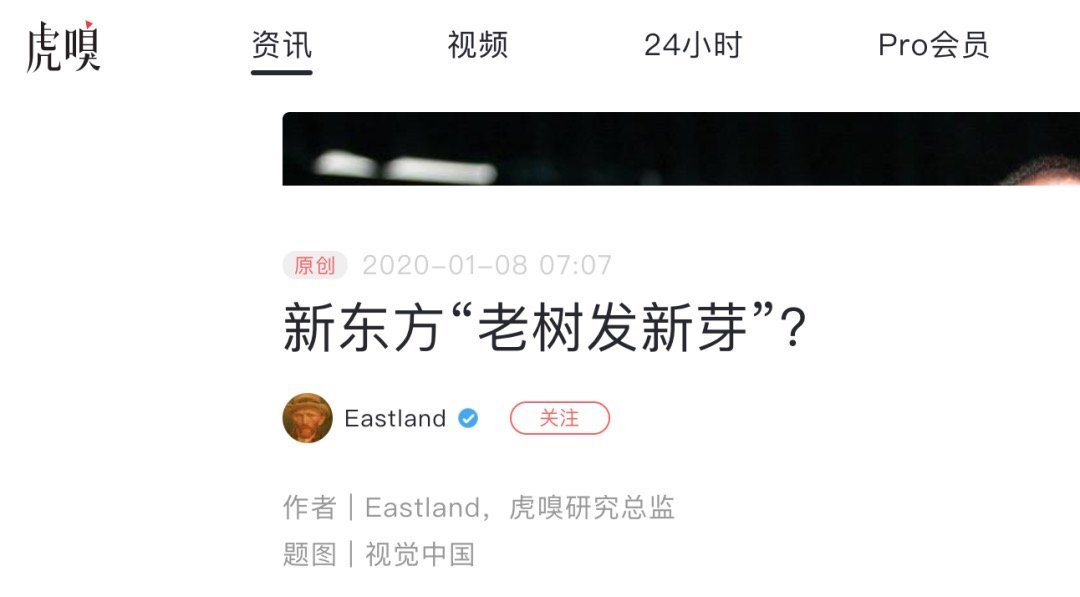 虎嗅 资讯 视频 24小时 Pro会员
原创 2020-01-08 07:07
新东方“老树发新芽”?
Eastland 关注
作者 | Eastland，虎嗅研究总监
题图 | 视觉中国